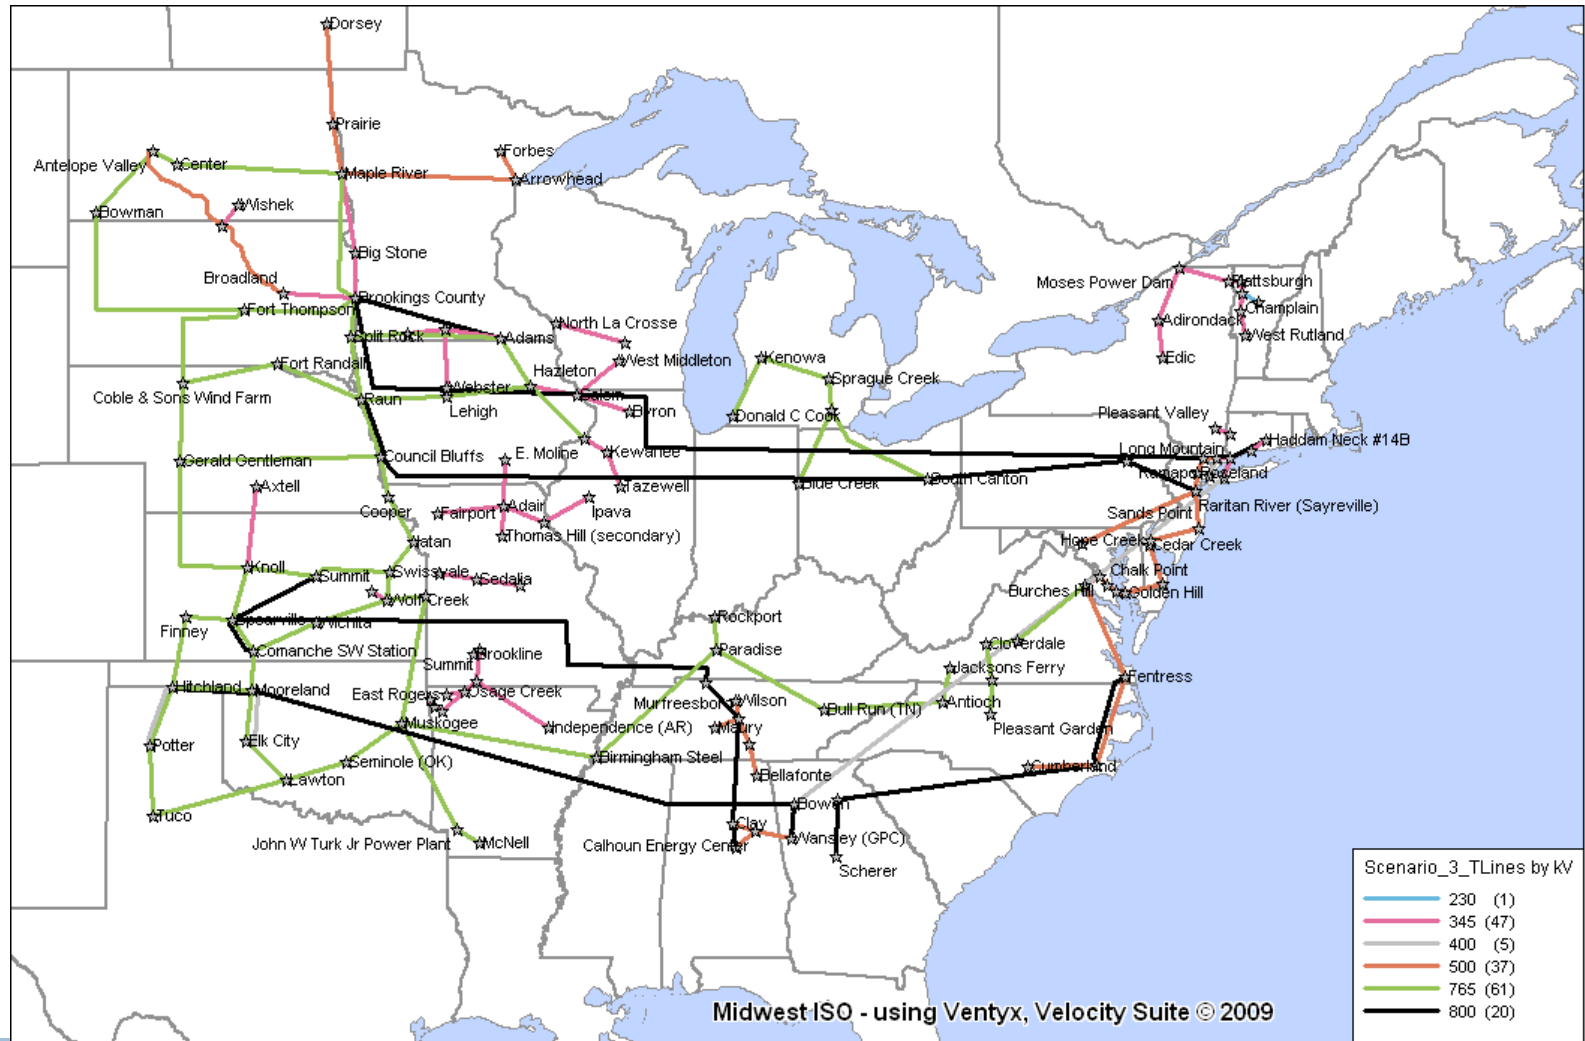 Dorsey
Prairie
Forbes
Antelope Valley
Center
Maple River
Arrowhead
Bowman
Wishek
Big Stone
Moses Power Dam
Plattsburgh
Broadland
Brookings County
Champlain
Fort Thompson
Adirondack
North La Crosse
Split Rock
Adams
West Rutland
Edic
Fort Randall
West Middleton
Kenowa
Hazleton
Sprague Creek
Webster
Coble & Sons Wind Farm
Raun
Lehigh
Salem
Byron
Donald C Cook
Pleasant Valley
Haddam Neck #14B
Long Mountain
Gerald Gentleman
Council Bluffs
E. Moline
Kewanee
Ramapo
Roseland
Axtell
Tazewell
Blue Creek
South Canton
Cooper
Fairport
Adair
Ipava
Sands Point
Raritan River (Sayreville)
Iatan
Thomas Hill (secondary)
Hope Creek
Cedar Creek
Knoll
Summit
Swissvale
Sedalia
Chalk Point
Burches Hill
Golden Hill
Wolf Creek
Finney
Spearville
Wichita
Rockport
Comanche SW Station
Summit
Brookline
Paradise
Cloverdale
Jacksons Ferry
Hitchland
Mooreland
East Rogers
Osage Creek
Murfreesboro
Wilson
Fentress
Muskogee
Independence (AR)
Maury
Bull Run (TN)
Antioch
Pleasant Garden
Potter
Elk City
Seminole (OK)
Birmingham Steel
Lawton
Bellafonte
Cumberland
Tuco
Bowen
John W Turk Jr Power Plant
McNeil
Clay
Calhoun Energy Center
Wansley (GPC)
Scherer
Scenario_3_TLines by kV
230 (1)
345 (47)
400 (5)
500 (37)
765 (61)
800 (20)
Midwest ISO - using Ventyx, Velocity Suite © 2009